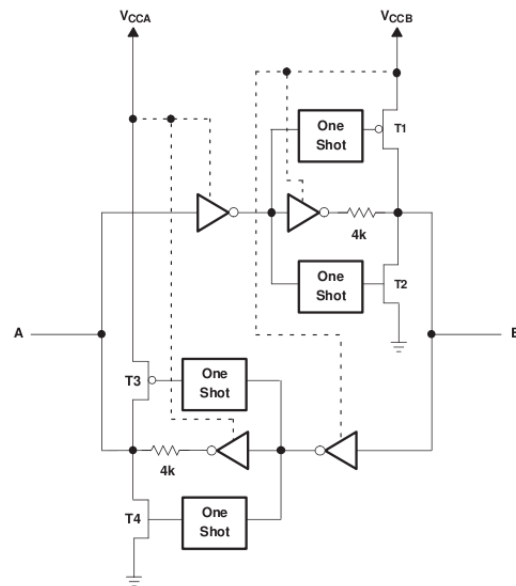 VCCA
VCCB
One
Shot
T1
4k
One
Shot
T2
A
B
T3
One
Shot
4k
T4
One
Shot